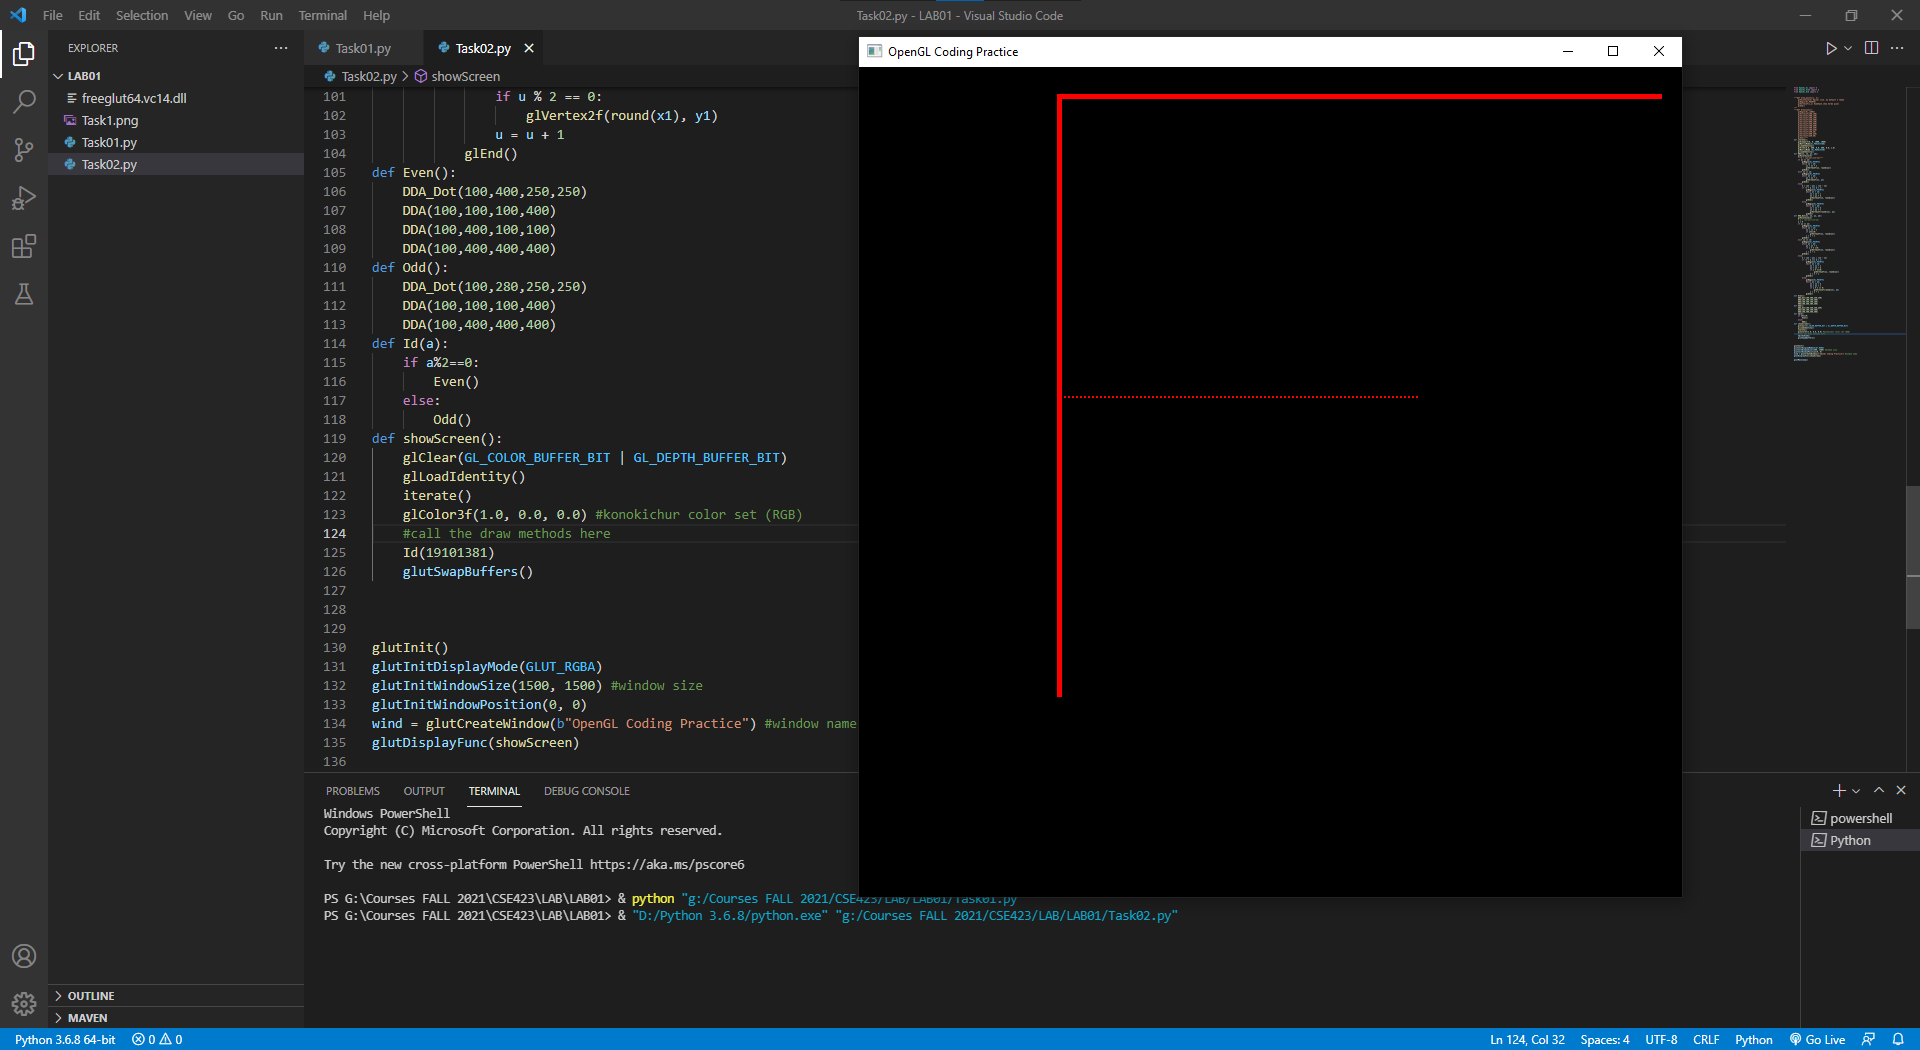 File Edit Selection View Go Run Terminal Help
Task02.py - LAB01 - Visual Studio Code
EXPLORER
LAB01
freeglut64.vc14.dll
Task1.png
Task01.py
Task02.py
OUTLINE
MAVEN
Task01.py
Task02.py
Task02.py > showScreen
101 if u % 2 == 0:
102 glVertex2f(round(x1), y1)
103 u = u + 1
104 glEnd()
105 def Even():
106 DDA_Dot(100,400,250,250)
107 DDA(100,100,100,400)
108 DDA(100,400,100,100)
109 DDA(100,400,400,400)
110 def Odd():
111 DDA_Dot(100,280,250,250)
112 DDA(100,100,100,400)
113 DDA(100,400,400,400)
114 def Id(a):
115 if a%2==0:
116 Even()
117 else:
118 Odd()
119 def showScreen():
120 glClear(GL_COLOR_BUFFER_BIT | GL_DEPTH_BUFFER_BIT)
121 glLoadIdentity()
122 iterate()
123 glColor3f(1.0, 0.0, 0.0) #konokichur color set (RGB)
124 #call the draw methods here
125 Id(19101381)
126 glutSwapBuffers()
127
128
129
130 glutInit()
131 glutInitDisplayMode(GLUT_RGBA)
132 glutInitWindowSize(1500, 1500) #window size
133 glutInitWindowPosition(0, 0)
134 wind = glutCreateWindow(b"OpenGL Coding Practice") #window name
135 glutDisplayFunc(showScreen)
136
OpenGL Coding Practice
PROBLEMS OUTPUT TERMINAL DEBUG CONSOLE
Windows PowerShell
Copyright (C) Microsoft Corporation. All rights reserved.
Try the new cross-platform PowerShell https://aka.ms/pscore6
PS G:\Courses FALL 2021\CSE423\LAB\LAB01> & python "g:/Courses FALL 2021/CSE423/LAB/LAB01/Task01.py
PS G:\Courses FALL 2021\CSE423\LAB\LAB01> & "D:/Python 3.6.8/python.exe" "g:/Courses FALL 2021/CSE423/LAB/LAB01/Task02.py"
powershell
Python
Python 3.6.8 64-bit 0 0
Ln 124, Col 32 Spaces: 4 UTF-8 CRLF Python Go Live